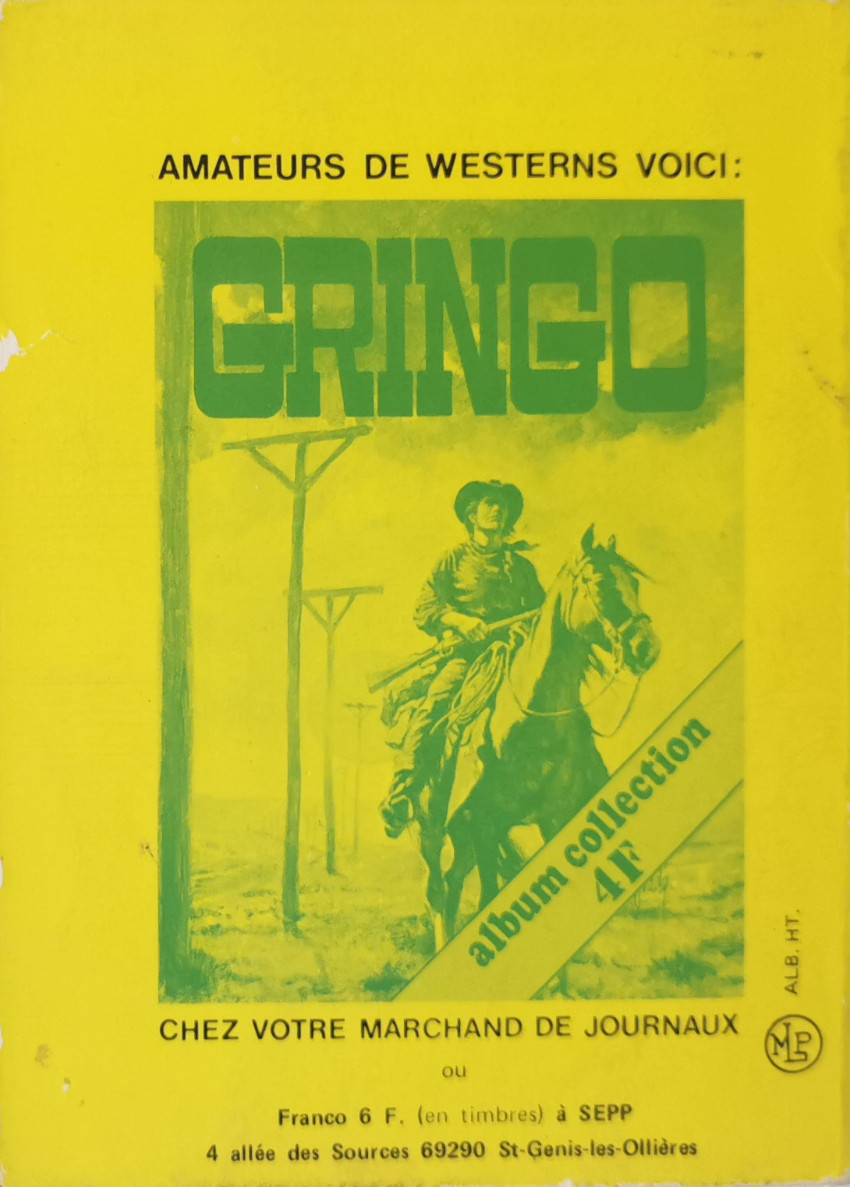 AMATEURS DE WESTERNS VOICI:
GRINGO
album collection
4F
ALB. HT.
CHEZ VOTRE MARCHAND DE JOURNAUX
MLP
ou
Franco 6 F. (en timbres) à SEPP
4 allée des Sources 69290 St-Genis-les-Ollières